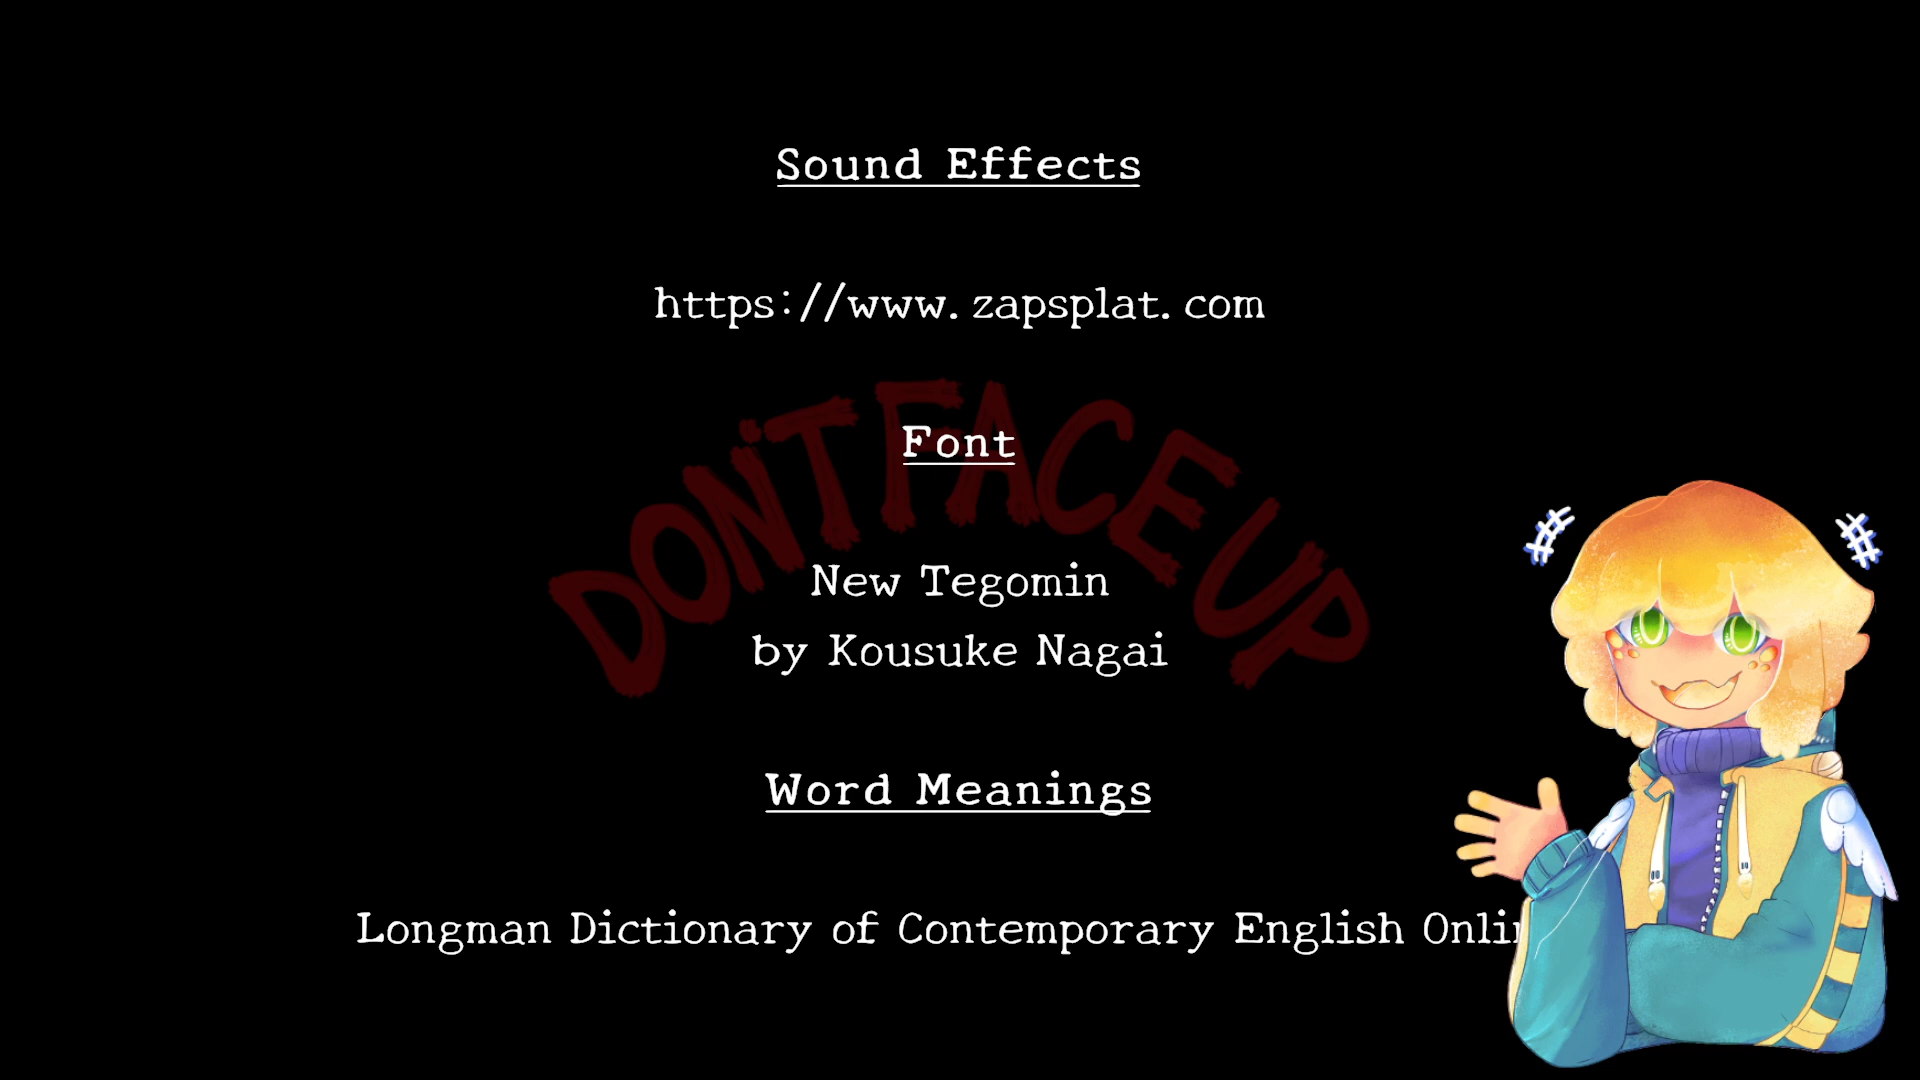 Sound Effects
https://www.zapsplat.com
DON'T FACE UP
Font
New Tegomin
by Kousuke Nagai
Word Meanings
Longman Dictionary of Contemporary English